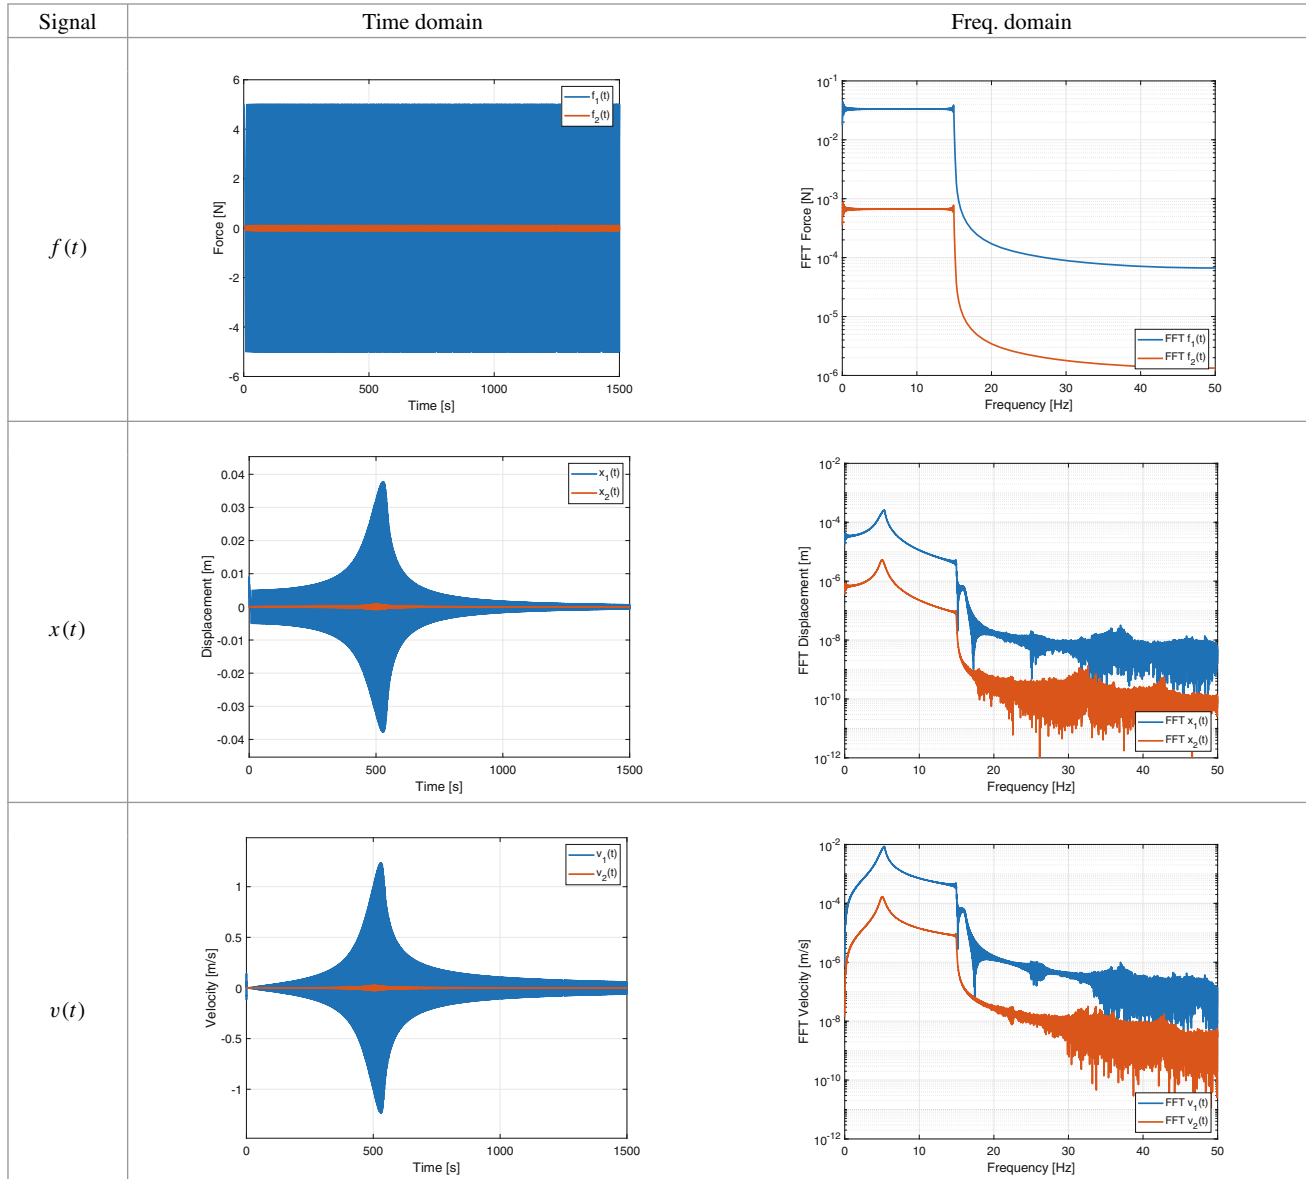 Signal Time domain Freq. domain
f(t)
6
4
2
0
-2
-4
-6
Force [N]
0 500 1000 1500
Time [s]
f₁(t)
f₂(t)
10⁻¹
10⁻²
10⁻³
10⁻⁴
10⁻⁵
10⁻⁶
FFT Force [N]
0 10 20 30 40 50
Frequency [Hz]
FFT f₁(t)
FFT f₂(t)
x(t)
0.04
0.03
0.02
0.01
0
-0.01
-0.02
-0.03
-0.04
Displacement [m]
0 500 1000 1500
Time [s]
x₁(t)
x₂(t)
10⁻²
10⁻⁴
10⁻⁶
10⁻⁸
10⁻¹⁰
10⁻¹²
FFT Displacement [m]
0 10 20 30 40 50
Frequency [Hz]
FFT x₁(t)
FFT x₂(t)
v(t)
1
0.5
0
-0.5
-1
Velocity [m/s]
0 500 1000 1500
Time [s]
v₁(t)
v₂(t)
10⁻²
10⁻⁴
10⁻⁶
10⁻⁸
10⁻¹⁰
10⁻¹²
FFT Velocity [m/s]
0 10 20 30 40 50
Frequency [Hz]
FFT v₁(t)
FFT v₂(t)